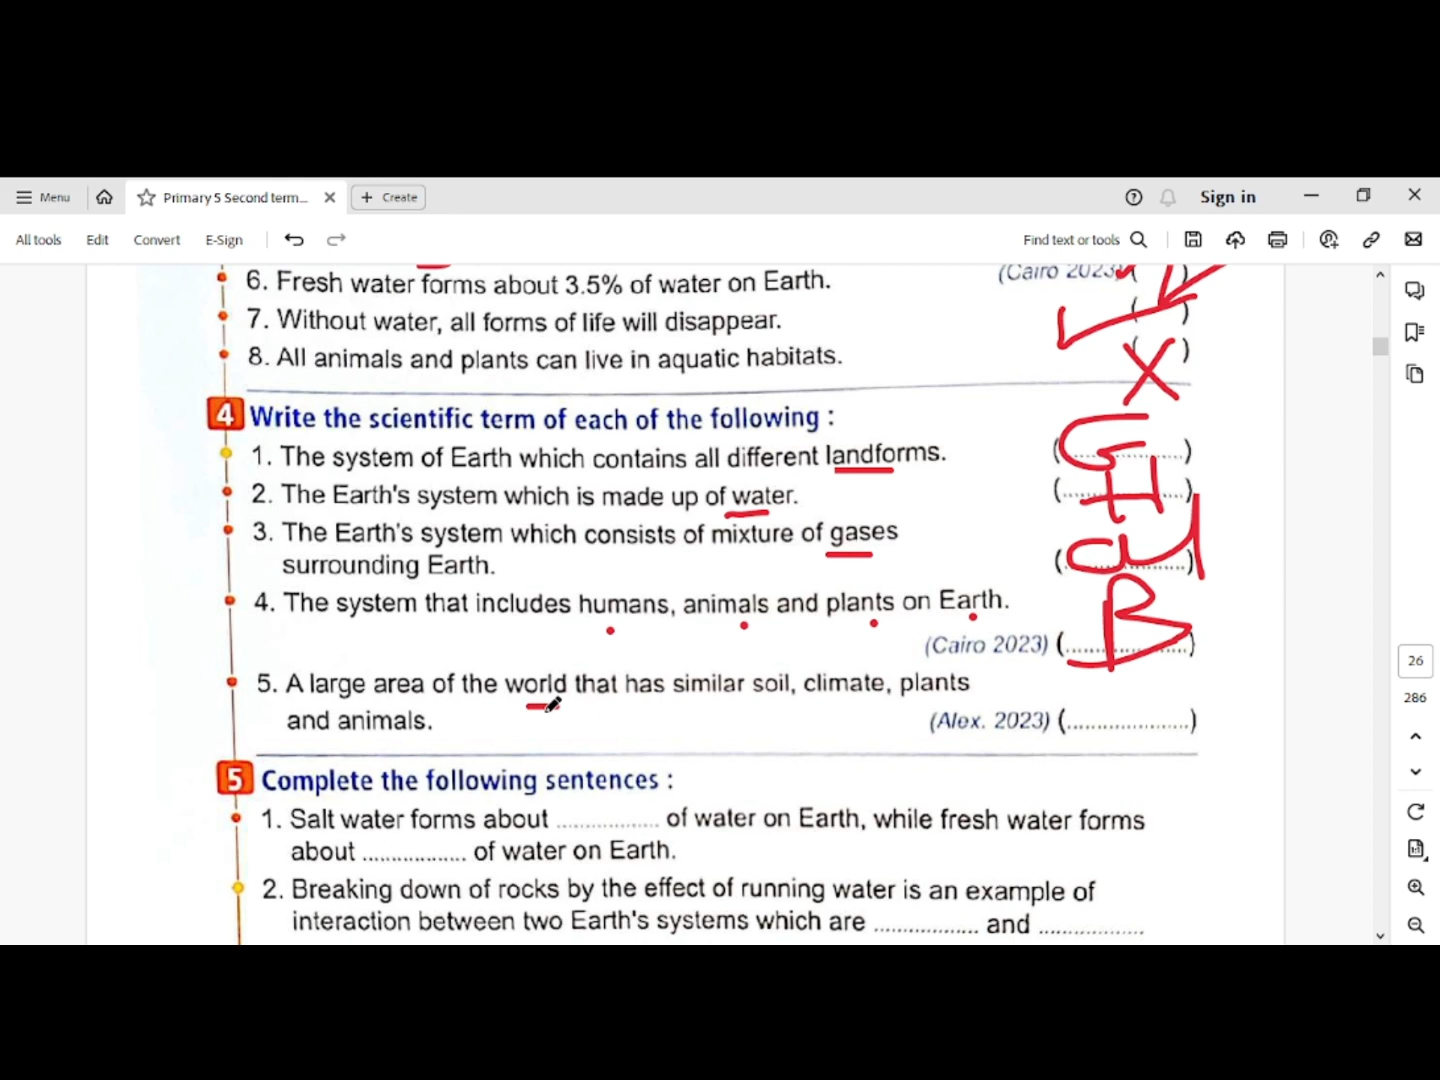 Menu
Primary 5 Second term...
Create
Sign in
All tools
Edit
Convert
E-Sign
Find text or tools
6. Fresh water forms about 3.5% of water on Earth. (Cairo 2023) ( )
7. Without water, all forms of life will disappear. ( )
8. All animals and plants can live in aquatic habitats. ( ) X
4 Write the scientific term of each of the following :
1. The system of Earth which contains all different landforms. (....................) G
2. The Earth's system which is made up of water. (....................) H
3. The Earth's system which consists of mixture of gases
surrounding Earth. (....................)
4. The system that includes humans, animals and plants on Earth.
(Cairo 2023) (....................) B
5. A large area of the world that has similar soil, climate, plants
and animals. (Alex. 2023) (....................)
5 Complete the following sentences :
1. Salt water forms about .................. of water on Earth, while fresh water forms
about .................. of water on Earth.
2. Breaking down of rocks by the effect of running water is an example of
interaction between two Earth's systems which are .................. and ..................
26
286